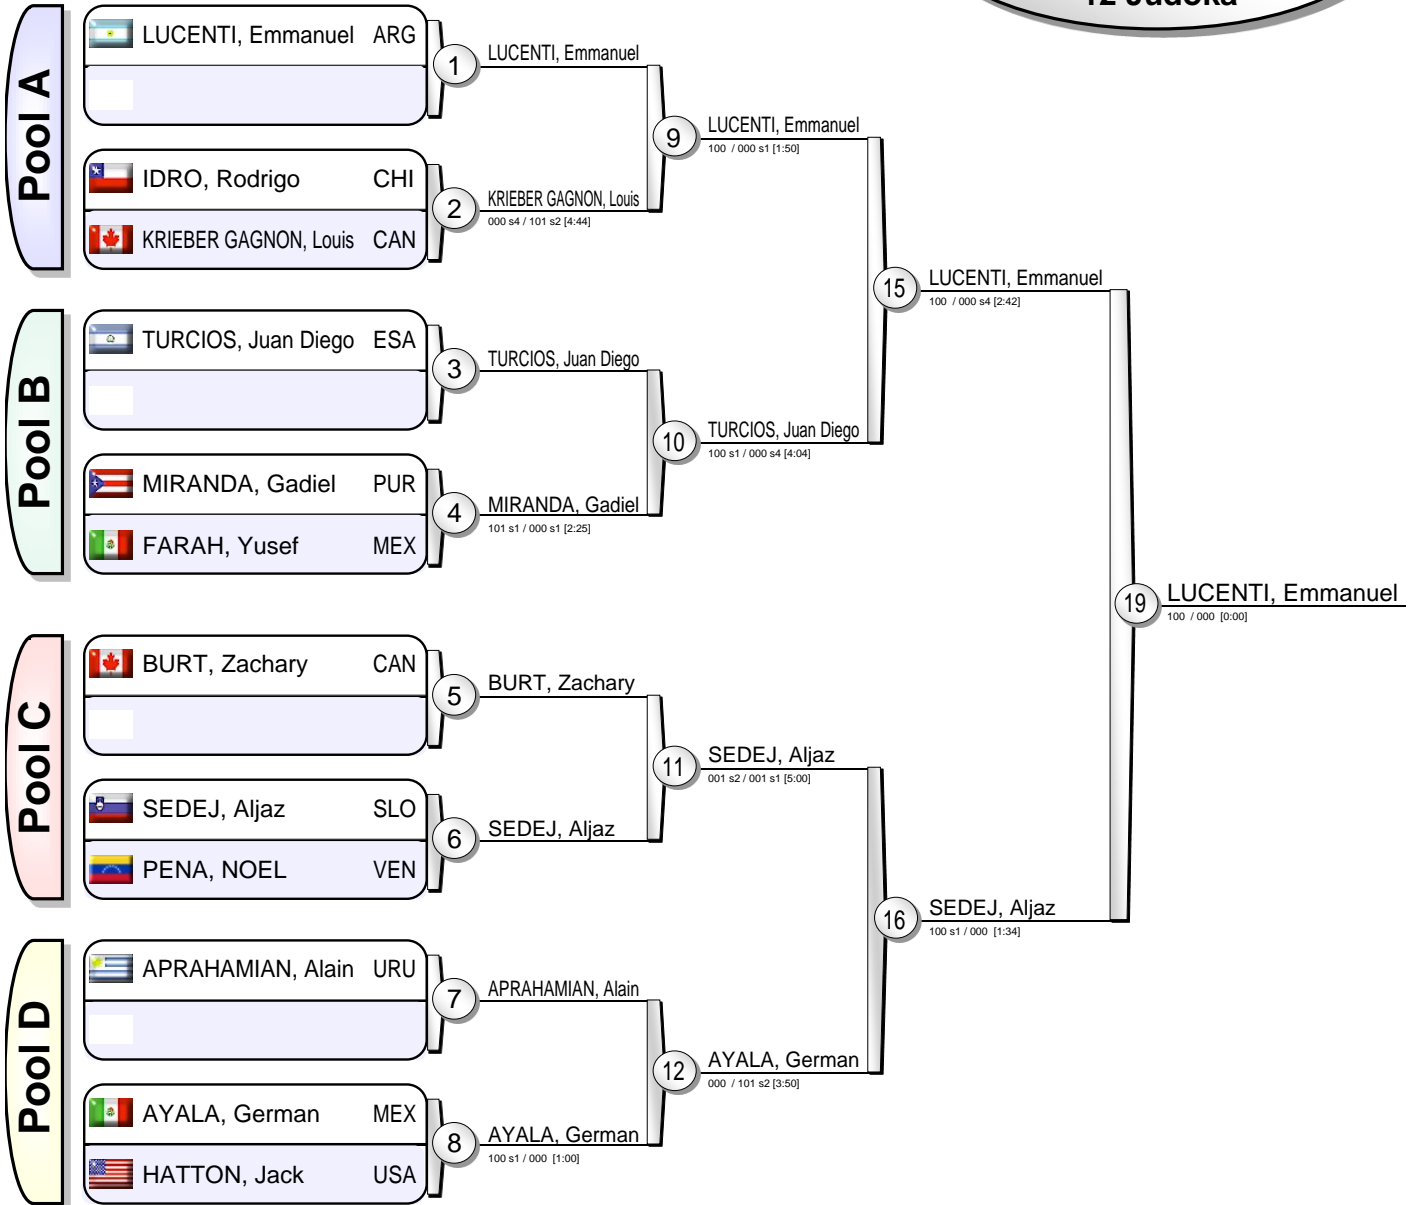 12 Judoka
Pool A
LUCENTI, Emmanuel ARG
IDRO, Rodrigo CHI
KRIEBER GAGNON, Louis CAN
1
LUCENTI, Emmanuel
2
KRIEBER GAGNON, Louis
000 s4 / 101 s2 [4:44]
9
LUCENTI, Emmanuel
100 / 000 s1 [1:50]
Pool B
TURCIOS, Juan Diego ESA
MIRANDA, Gadiel PUR
FARAH, Yusef MEX
3
TURCIOS, Juan Diego
4
MIRANDA, Gadiel
101 s1 / 000 s1 [2:25]
10
TURCIOS, Juan Diego
100 s1 / 000 s4 [4:04]
15
LUCENTI, Emmanuel
100 / 000 s4 [2:42]
Pool C
BURT, Zachary CAN
SEDEJ, Aljaz SLO
PENA, NOEL VEN
5
BURT, Zachary
6
SEDEJ, Aljaz
11
SEDEJ, Aljaz
001 s2 / 001 s1 [5:00]
Pool D
APRAHAMIAN, Alain URU
AYALA, German MEX
HATTON, Jack USA
7
APRAHAMIAN, Alain
8
AYALA, German
100 s1 / 000 [1:00]
12
AYALA, German
000 / 101 s2 [3:50]
16
SEDEJ, Aljaz
100 s1 / 000 [1:34]
19
LUCENTI, Emmanuel
100 / 000 [0:00]